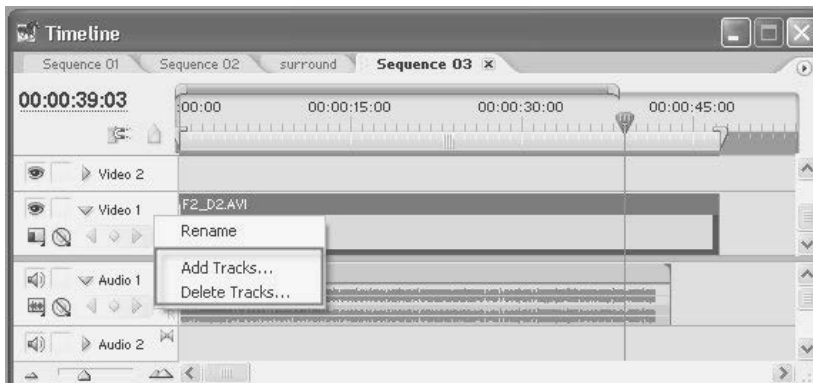 Timeline
Sequence 01 Sequence 02 surround Sequence 03
00:00:39:03 :00:00 00:00:15:00 00:00:30:00 00:00:45:00
Video 2
Video 1 F2_D2.AVI
Rename
Add Tracks...
Delete Tracks...
Audio 1
Audio 2